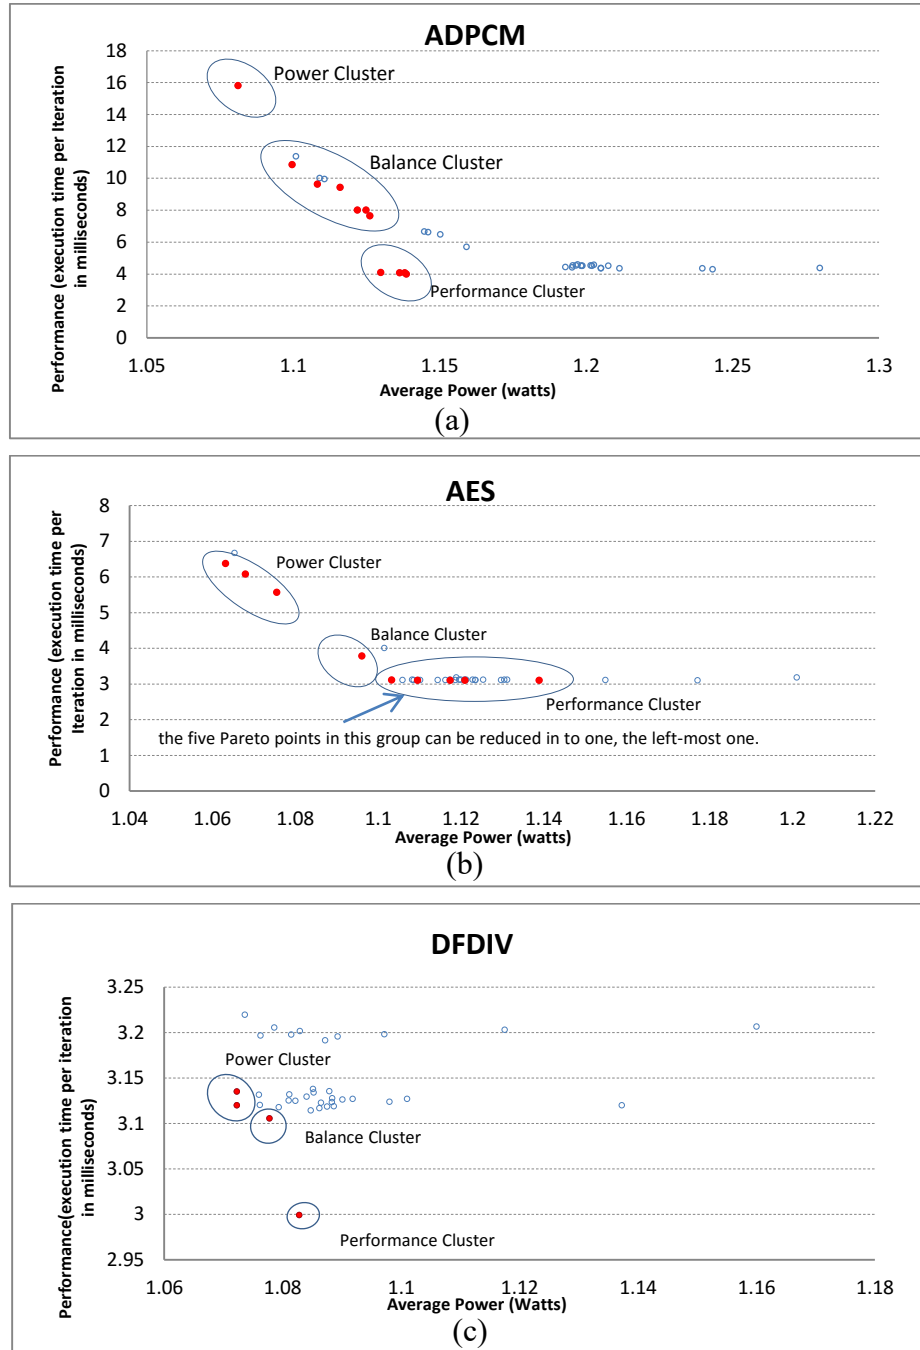 ADPCM
Performance (execution time per Iteration
in milliseconds)
18
16
14
12
10
8
6
4
2
0
Power Cluster
Balance Cluster
Performance Cluster
1.05 1.1 1.15 1.2 1.25 1.3
Average Power (watts)
(a)
AES
Performance (execution time per
Iteration in milliseconds)
8
7
6
5
4
3
2
1
0
Power Cluster
Balance Cluster
Performance Cluster
the five Pareto points in this group can be reduced in to one, the left-most one.
1.04 1.06 1.08 1.1 1.12 1.14 1.16 1.18 1.2 1.22
Average Power (watts)
(b)
DFDIV
Performance(execution time per iteration
in milliseconds)
3.25
3.2
3.15
3.1
3.05
3
2.95
Power Cluster
Balance Cluster
Performance Cluster
1.06 1.08 1.1 1.12 1.14 1.16 1.18
Average Power (Watts)
(c)